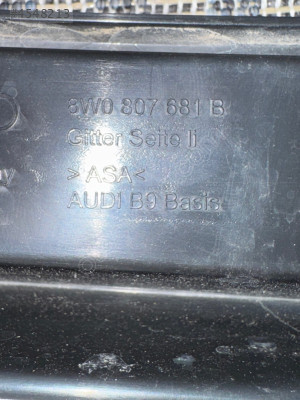 8W0 807 681 B
Gitter Seite li
>ASA<
AUDI B9 Basis